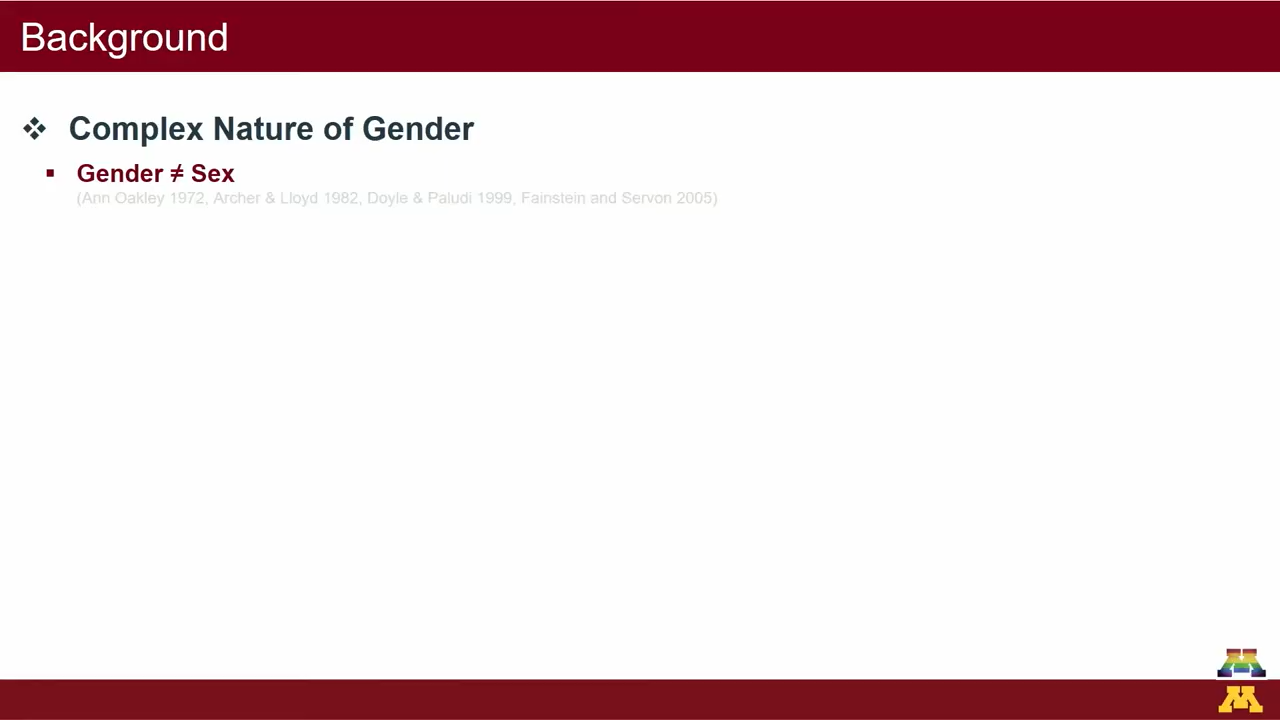 Background
Complex Nature of Gender
Gender ≠ Sex
(Ann Oakley 1972, Archer & Lloyd 1982, Doyle & Paludi 1999, Fainstein and Servon 2005)